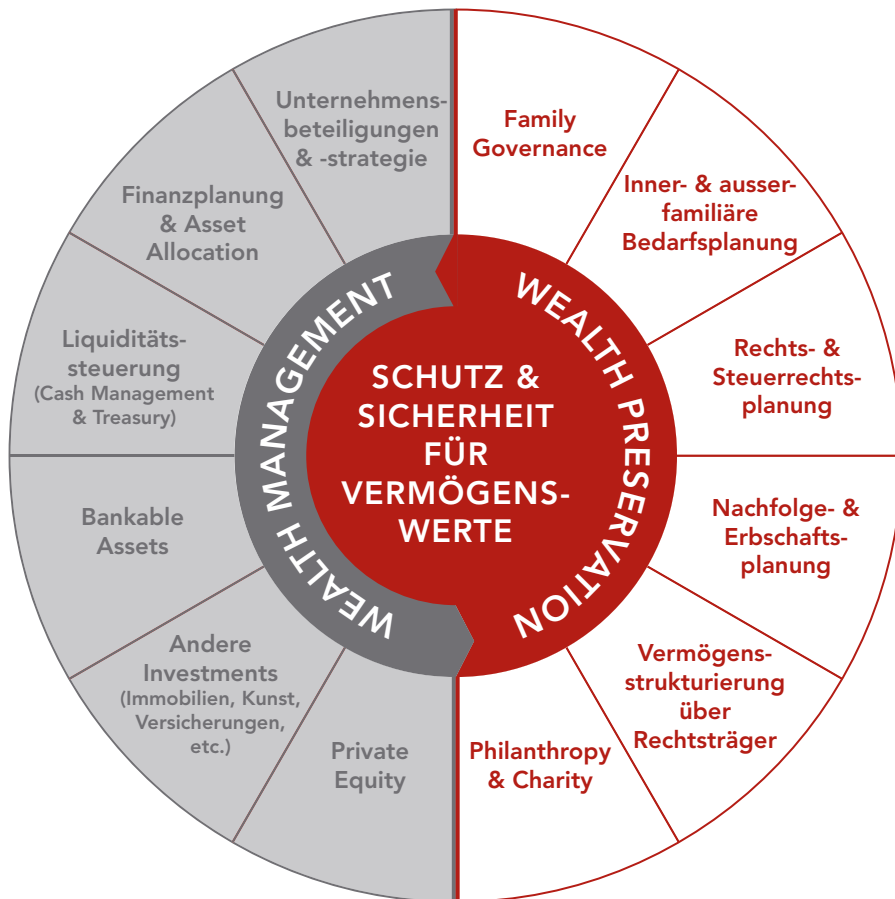 Unternehmens-
beteiligungen
& -strategie
Family
Governance
Inner- & ausser-
familiäre
Bedarfsplanung
Rechts- &
Steuerrechts-
planung
Nachfolge- &
Erbschafts-
planung
Vermögens-
strukturierung
über
Rechtsträger
Philanthropy
& Charity
Private
Equity
Andere
Investments
(Immobilien, Kunst,
Versicherungen,
etc.)
Bankable
Assets
Liquiditäts-
steuerung
(Cash Management
& Treasury)
Finanzplanung
& Asset
Allocation
WEALTH MANAGEMENT
WEALTH PRESERVATION
SCHUTZ &
SICHERHEIT
FÜR
VERMÖGENS-
WERTE